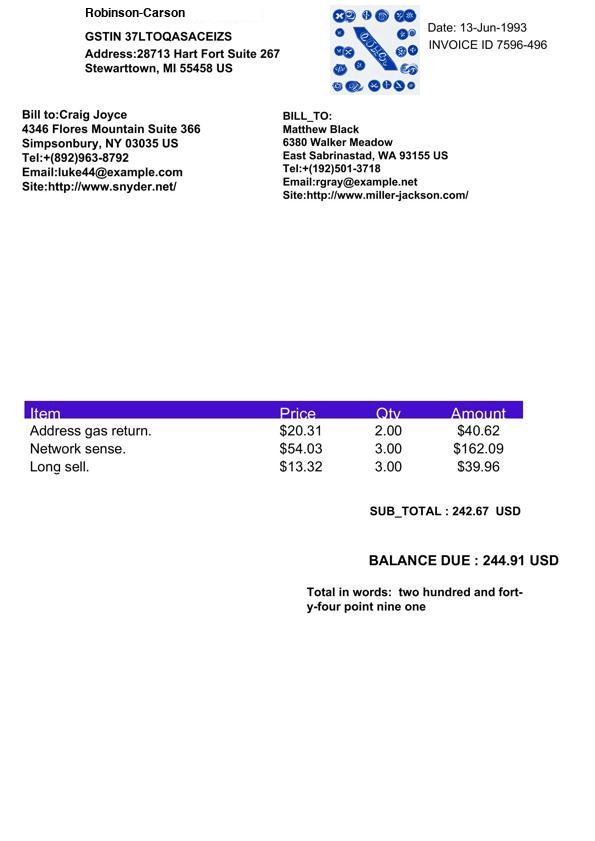 Robinson-Carson
GSTIN 37LTOQASACEIZS
Address:28713 Hart Fort Suite 267
Stewarttown, MI 55458 US
Date: 13-Jun-1993
INVOICE ID 7596-496
Bill to:Craig Joyce
4346 Flores Mountain Suite 366
Simpsonbury, NY 03035 US
Tel:+(892)963-8792
Email:luke44@example.com
Site:http://www.snyder.net/
BILL_TO:
Matthew Black
6380 Walker Meadow
East Sabrinastad, WA 93155 US
Tel:+(192)501-3718
Email:rgray@example.net
Site:http://www.miller-jackson.com/
Item Price Qty Amount
Address gas return. $20.31 2.00 $40.62
Network sense. $54.03 3.00 $162.09
Long sell. $13.32 3.00 $39.96
SUB_TOTAL : 242.67 USD
BALANCE DUE : 244.91 USD
Total in words: two hundred and fort-
y-four point nine one